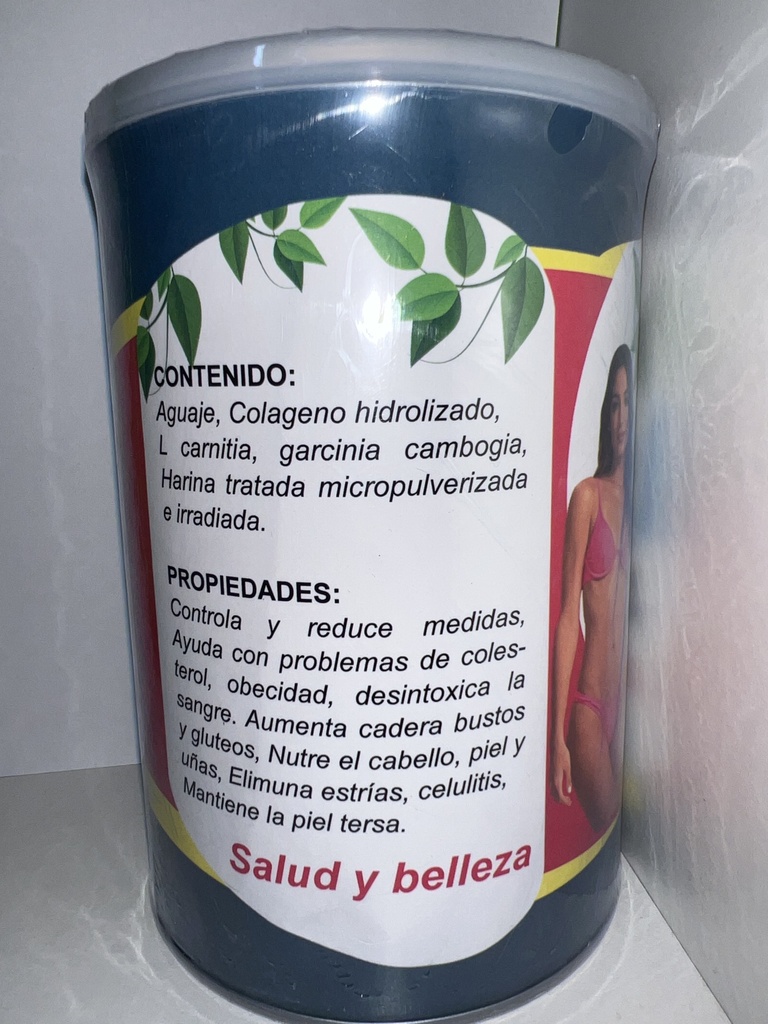 CONTENIDO:
Aguaje, Colageno hidrolizado,
L carnitia, garcinia cambogia,
Harina tratada micropulverizada
e irradiada.
PROPIEDADES:
Controla y reduce medidas,
Ayuda con problemas de coles-
terol, obecidad, desintoxica la
sangre. Aumenta cadera bustos
y gluteos, Nutre el cabello, piel y
uñas, Elimuna estrías, celulitis,
Mantiene la piel tersa.
Salud y belleza